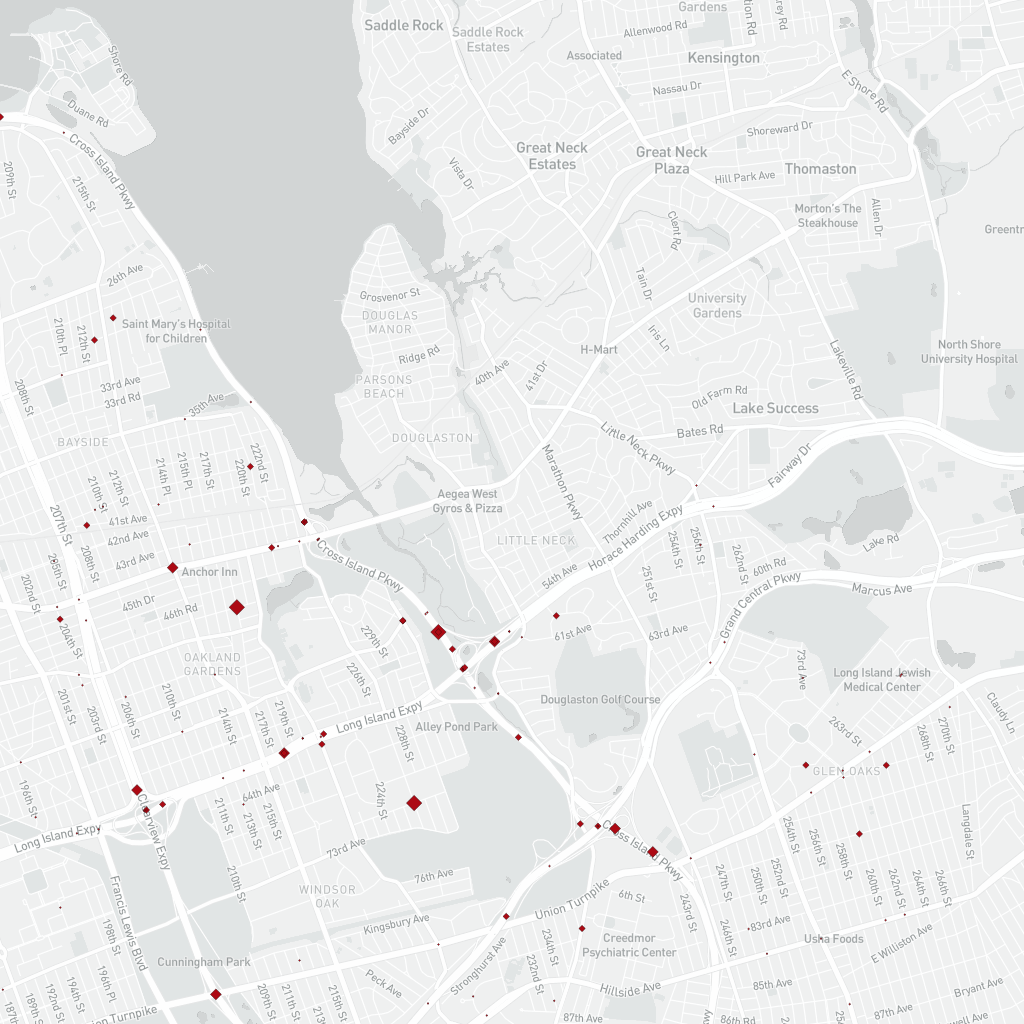 Gardens
Saddle Rock
Saddle Rock
Estates
Allenwood Rd
Associated
Kensington
Shore Rd
Nassau Dr
E Shore Rd
Duane Rd
Bayside Dr
Shoreward Dr
Cross Island Pkwy
Great Neck
Estates
Great Neck
Plaza
Thomaston
209th St
215th St
Vista Dr
Hill Park Ave
Allen Dr
Morton's The
Steakhouse
Clent Rd
Greentr
26th Ave
Tain Dr
Grosvenor St
DOUGLAS
MANOR
University
Gardens
Saint Mary's Hospital
for Children
210th Pl
212th St
Iris Ln
H-Mart
Ridge Rd
North Shore
University Hospital
Lakeville Rd
208th St
33rd Ave
33rd Rd
PARSONS
BEACH
40th Ave
41st Dr
Old Farm Rd
Lake Success
35th Ave
BAYSIDE
DOUGLASTON
Little Neck Pkwy
Bates Rd
Fairway Dr
222nd St
220th St
217th St
215th Pl
214th Pl
212th St
210th St
Marathon Pkwy
Aegea West
Gyros & Pizza
207th St
41st Ave
42nd Ave
43rd Ave
Thornhill Ave
Horace Harding Expy
LITTLE NECK
Lake Rd
208th St
205th St
202nd St
Anchor Inn
Cross Island Pkwy
54th Ave
254th St
256th St
262nd St
60th Rd
Grand Central Pkwy
Marcus Ave
251st St
45th Dr
46th Rd
204th St
61st Ave
63rd Ave
229th St
226th St
OAKLAND
GARDENS
73rd Ave
Long Island Jewish
Medical Center
Douglaston Golf Course
201st St
203rd St
206th St
210th St
214th St
217th St
219th St
Long Island Expy
Alley Pond Park
228th St
Claudy Ln
263rd St
268th St
270th St
GLEN OAKS
196th St
64th Ave
224th St
Clearview Expy
211th St
213th St
215th St
Long Island Expy
Cross Island Pkwy
254th St
256th St
258th St
260th St
262nd St
264th St
266th St
Langdale St
73rd Ave
76th Ave
252nd St
250th St
247th St
246th St
243rd St
210th St
WINDSOR
OAK
Francis Lewis Blvd
198th St
Union Turnpike
6th St
Kingsbury Ave
83rd Ave
Usha Foods
E Williston Ave
Creedmor
Psychiatric Center
Cunningham Park
234th St
232nd St
Stronghurst Ave
Peck Ave
196th Pl
194th St
192nd St
189th St
Hillside Ave
85th Ave
86th Rd
Bryant Ave
209th St
211th St
215th St
87th Ave
87th Ave